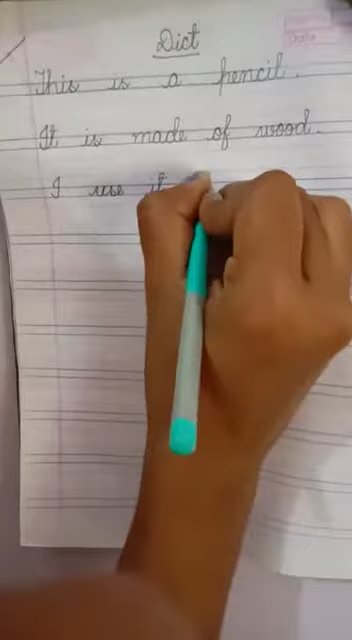 Dict
This is a pencil.
It is made of wood.
I use it